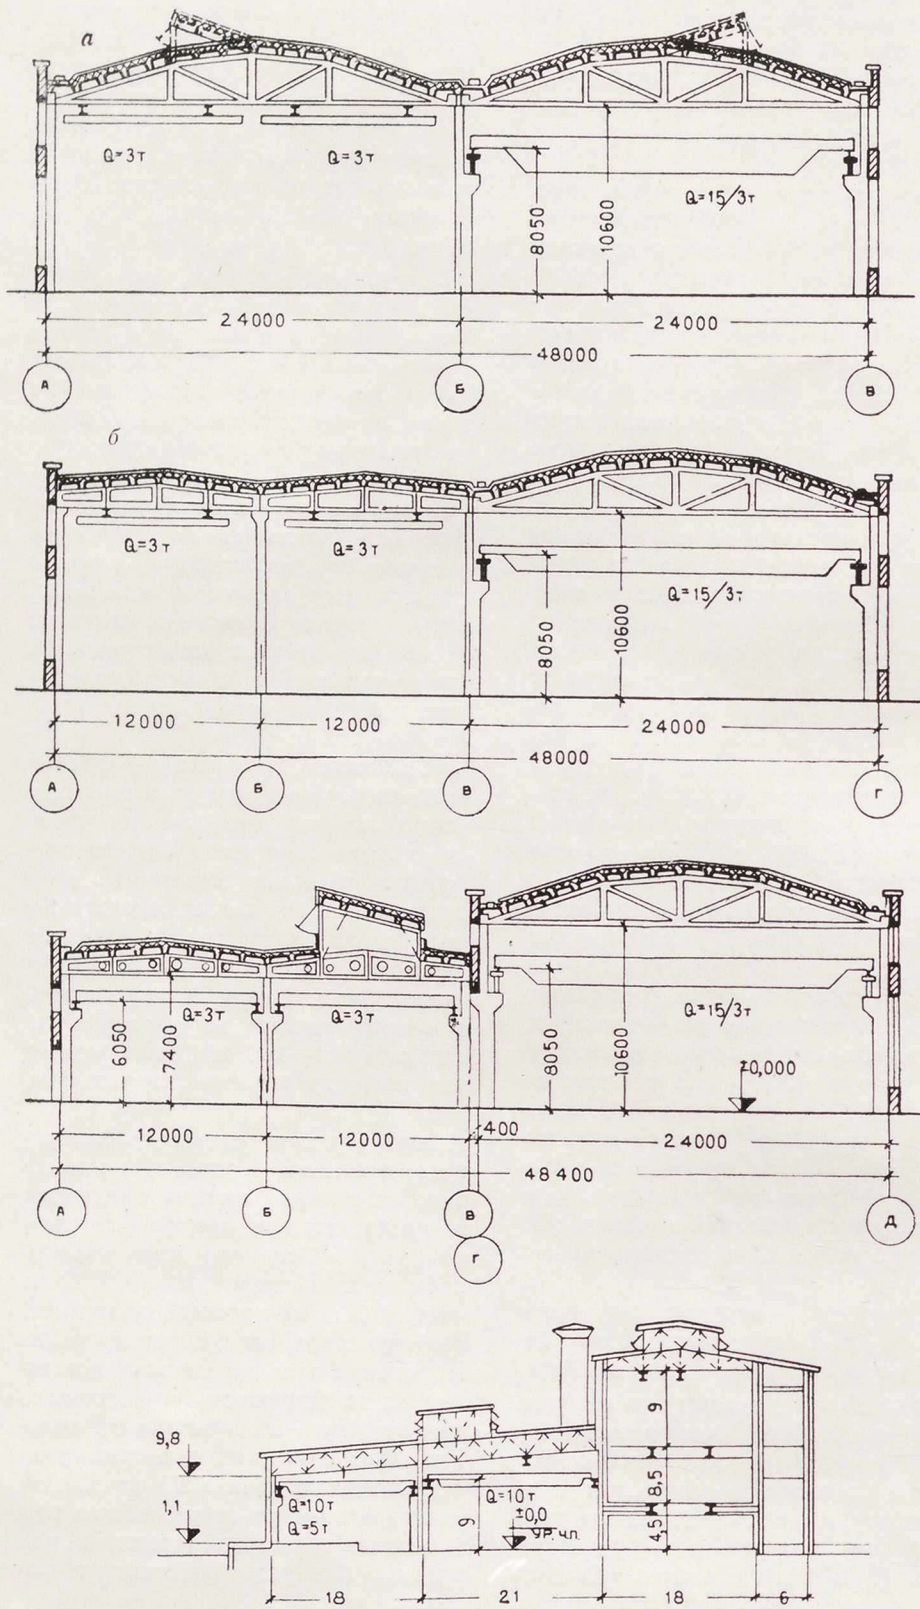 а
Q=3т Q=3т Q=15/3т
8050 10600
24000 24000
48000
А Б В
б
Q=3т Q=3т Q=15/3т
8050 10600
12000 12000 24000
48000
А Б В Г
Q=3т Q=3т Q=15/3т
6050 7400 8050 10600 ±0,000
12000 12000 400 24000
48400
А Б В Д
Г
9,8
9
8,5
4,5
1,1
Q=10т Q=10т
Q=5т
9
±0,0
УР. ч.п.
18 21 18 6